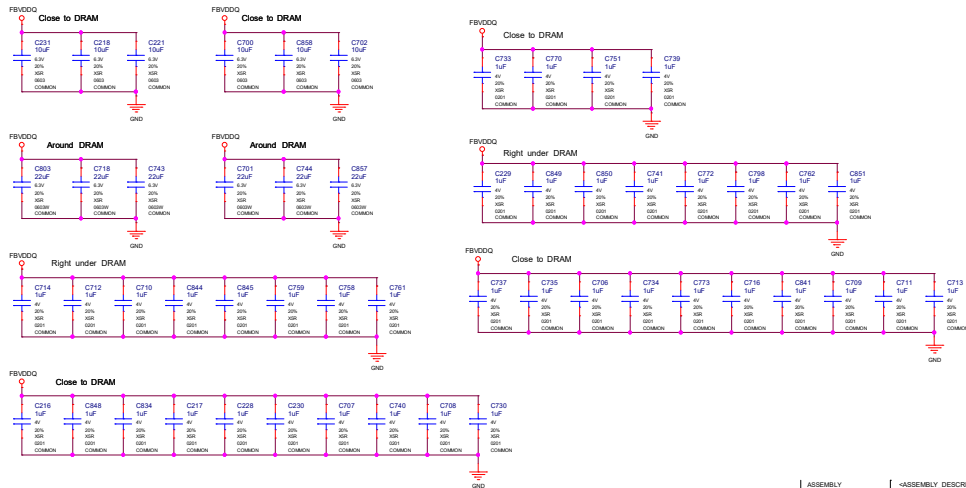 FBVDDQ
Close to DRAM
C231 C218 C221
10uF 10uF 10uF
6.3V 6.3V 6.3V
20% 20% 20%
X5R X5R X5R
0603 0603 0603
COMMON COMMON COMMON
GND
FBVDDQ
Close to DRAM
C700 C858 C702
10uF 10uF 10uF
6.3V 6.3V 6.3V
20% 20% 20%
X5R X5R X5R
0603 0603 0603
COMMON COMMON COMMON
GND
FBVDDQ
Close to DRAM
C733 C770 C751 C739
1uF 1uF 1uF 1uF
4V 4V 4V 4V
20% 20% 20% 20%
X5R X5R X5R X5R
0201 0201 0201 0201
COMMON COMMON COMMON COMMON
GND
FBVDDQ
Around DRAM
C803 C718 C743
22uF 22uF 22uF
6.3V 6.3V 6.3V
20% 20% 20%
X5R X5R X5R
0603W 0603W 0603W
COMMON COMMON COMMON
GND
FBVDDQ
Around DRAM
C701 C744 C857
22uF 22uF 22uF
6.3V 6.3V 6.3V
20% 20% 20%
X5R X5R X5R
0603W 0603W 0603W
COMMON COMMON COMMON
GND
FBVDDQ
Right under DRAM
C229 C849 C850 C741 C772 C798 C762 C851
1uF 1uF 1uF 1uF 1uF 1uF 1uF 1uF
4V 4V 4V 4V 4V 4V 4V 4V
20% 20% 20% 20% 20% 20% 20% 20%
X5R X5R X5R X5R X5R X5R X5R X5R
0201 0201 0201 0201 0201 0201 0201 0201
COMMON COMMON COMMON COMMON COMMON COMMON COMMON COMMON
GND
FBVDDQ
Right under DRAM
C714 C712 C710 C844 C845 C759 C758 C761
1uF 1uF 1uF 1uF 1uF 1uF 1uF 1uF
4V 4V 4V 4V 4V 4V 4V 4V
20% 20% 20% 20% 20% 20% 20% 20%
X5R X5R X5R X5R X5R X5R X5R X5R
0201 0201 0201 0201 0201 0201 0201 0201
COMMON COMMON COMMON COMMON COMMON COMMON COMMON COMMON
GND
FBVDDQ
Close to DRAM
C737 C735 C706 C734 C773 C716 C841 C709 C711 C713
1uF 1uF 1uF 1uF 1uF 1uF 1uF 1uF 1uF 1uF
4V 4V 4V 4V 4V 4V 4V 4V 4V 4V
20% 20% 20% 20% 20% 20% 20% 20% 20% 20%
X5R X5R X5R X5R X5R X5R X5R X5R X5R X5R
0201 0201 0201 0201 0201 0201 0201 0201 0201 0201
COMMON COMMON COMMON COMMON COMMON COMMON COMMON COMMON COMMON COMMON
GND
FBVDDQ
Close to DRAM
C216 C848 C834 C217 C228 C230 C707 C740 C708 C730
1uF 1uF 1uF 1uF 1uF 1uF 1uF 1uF 1uF 1uF
4V 4V 4V 4V 4V 4V 4V 4V 4V 4V
20% 20% 20% 20% 20% 20% 20% 20% 20% 20%
X5R X5R X5R X5R X5R X5R X5R X5R X5R X5R
0201 0201 0201 0201 0201 0201 0201 0201 0201 0201
COMMON COMMON COMMON COMMON COMMON COMMON COMMON COMMON COMMON COMMON
GND
ASSEMBLY <ASSEMBLY DESCRI